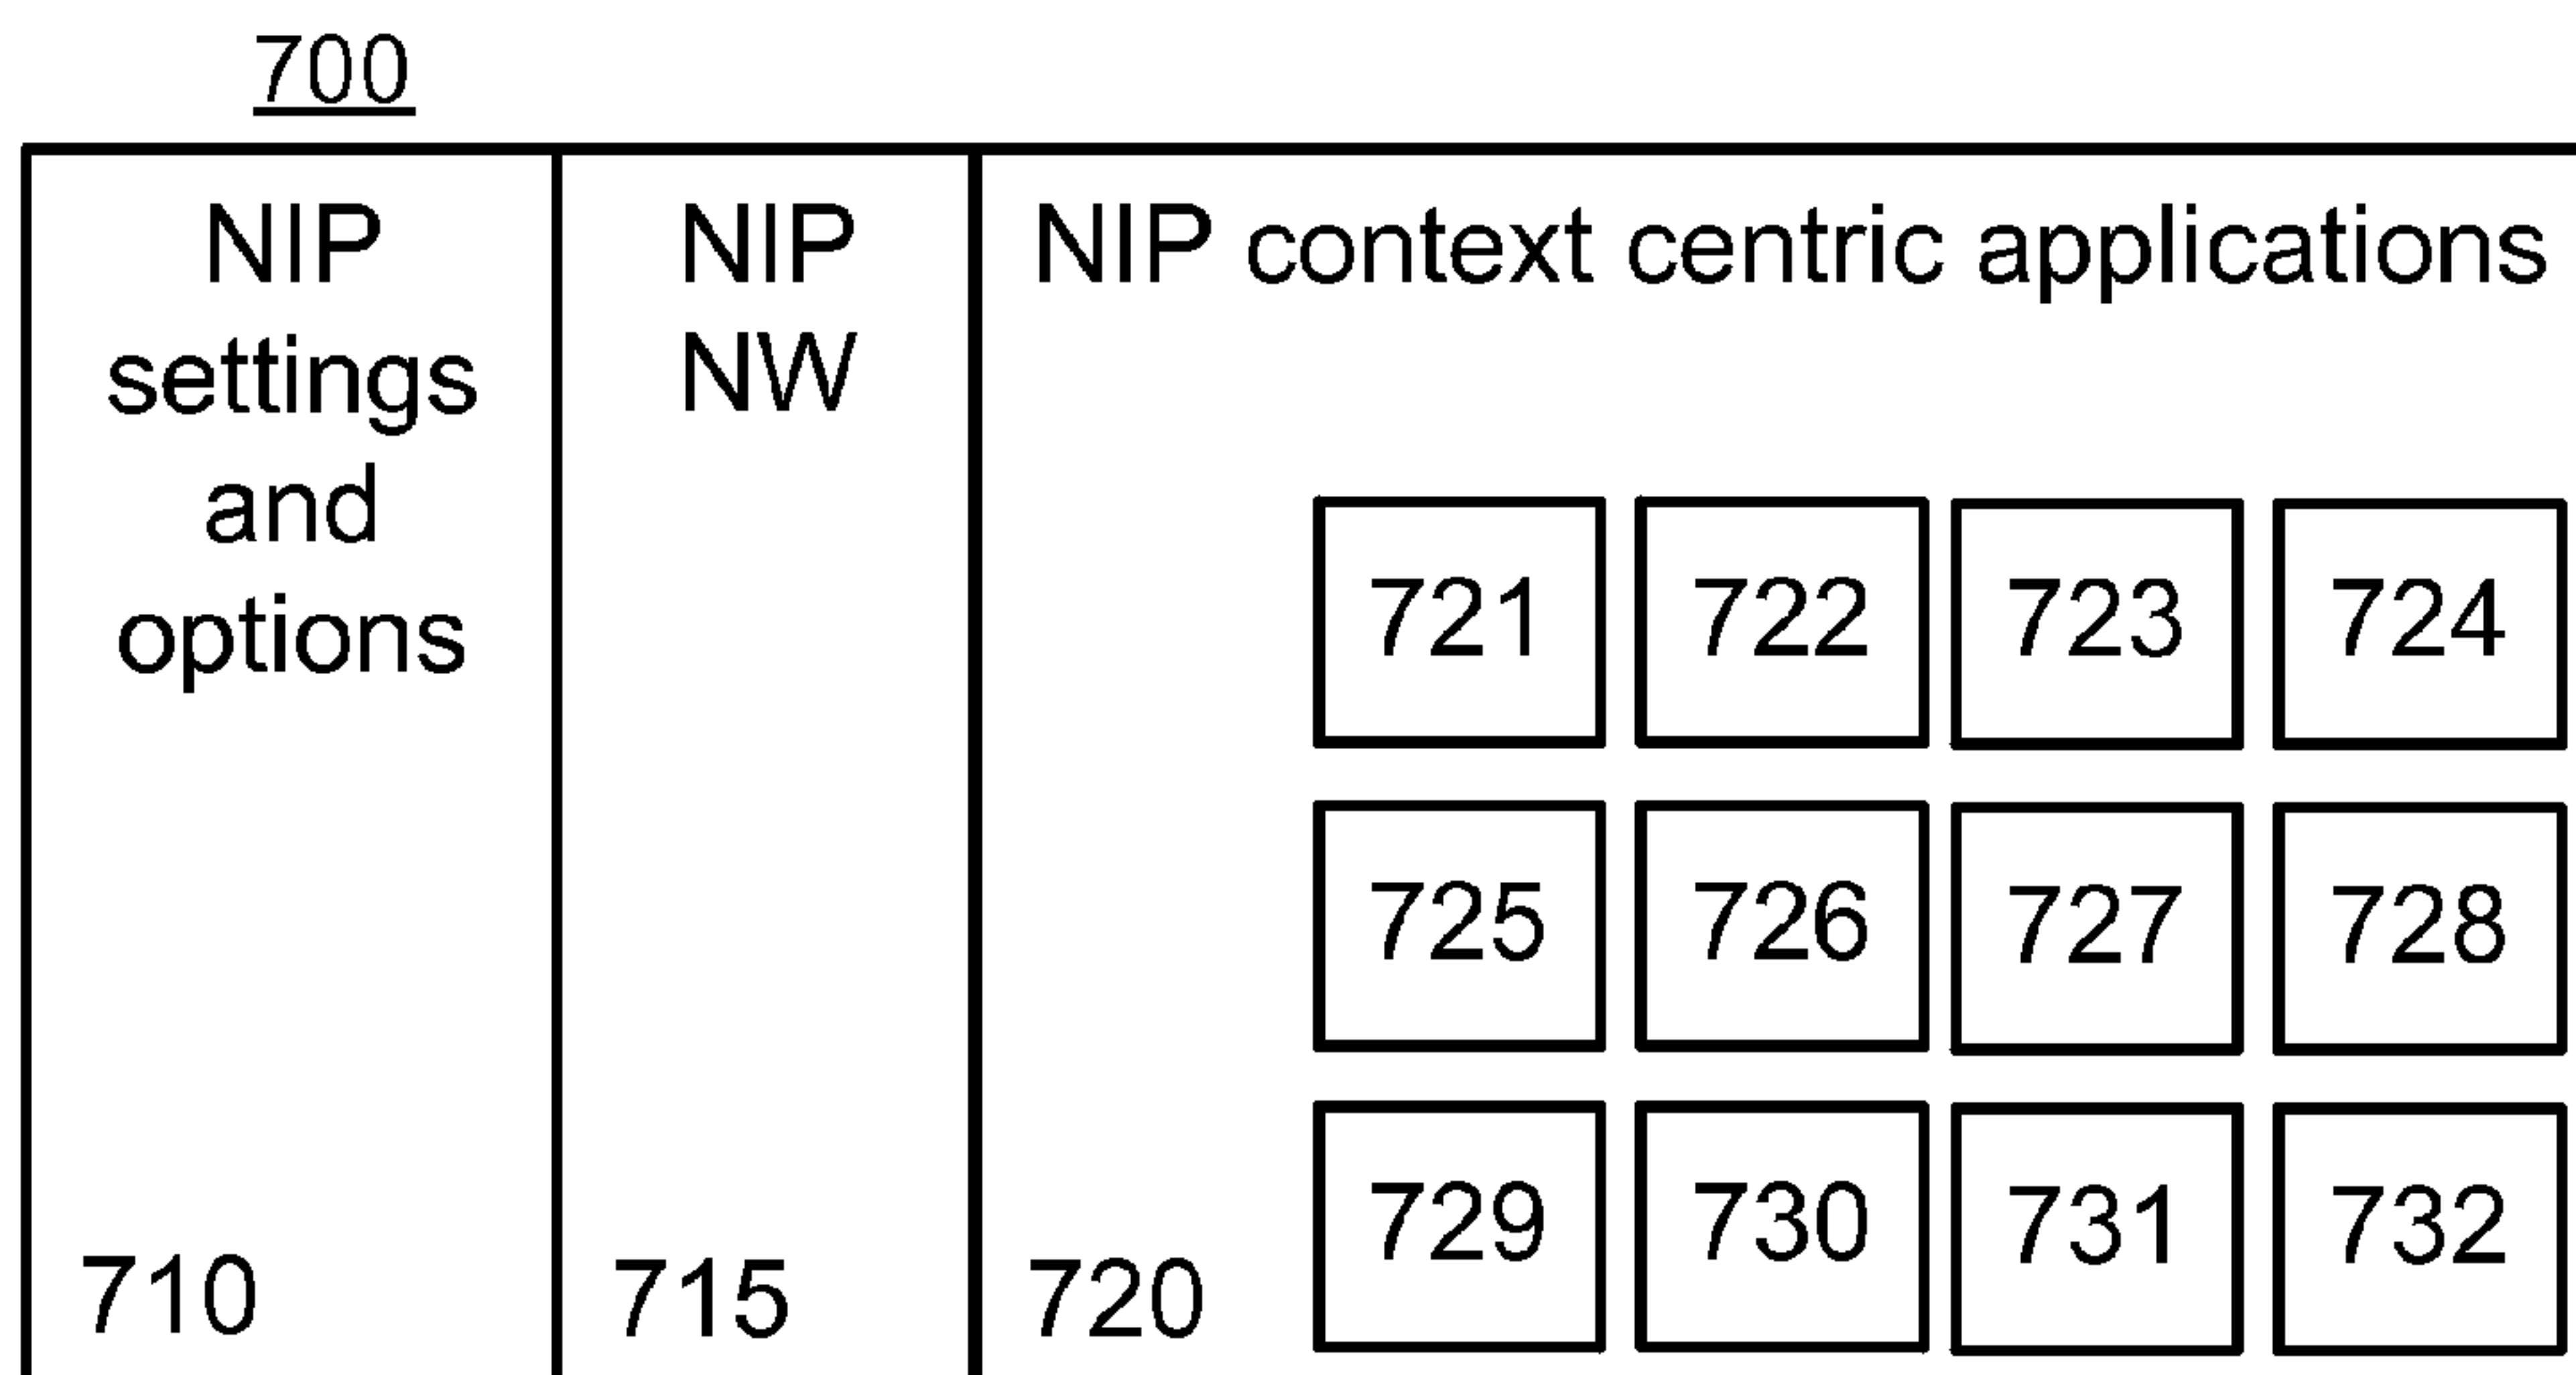 700
NIP
settings
and
options
710
NIP
NW
715
NIP context centric applications
721 722 723 724
725 726 727 728
729 730 731 732
720